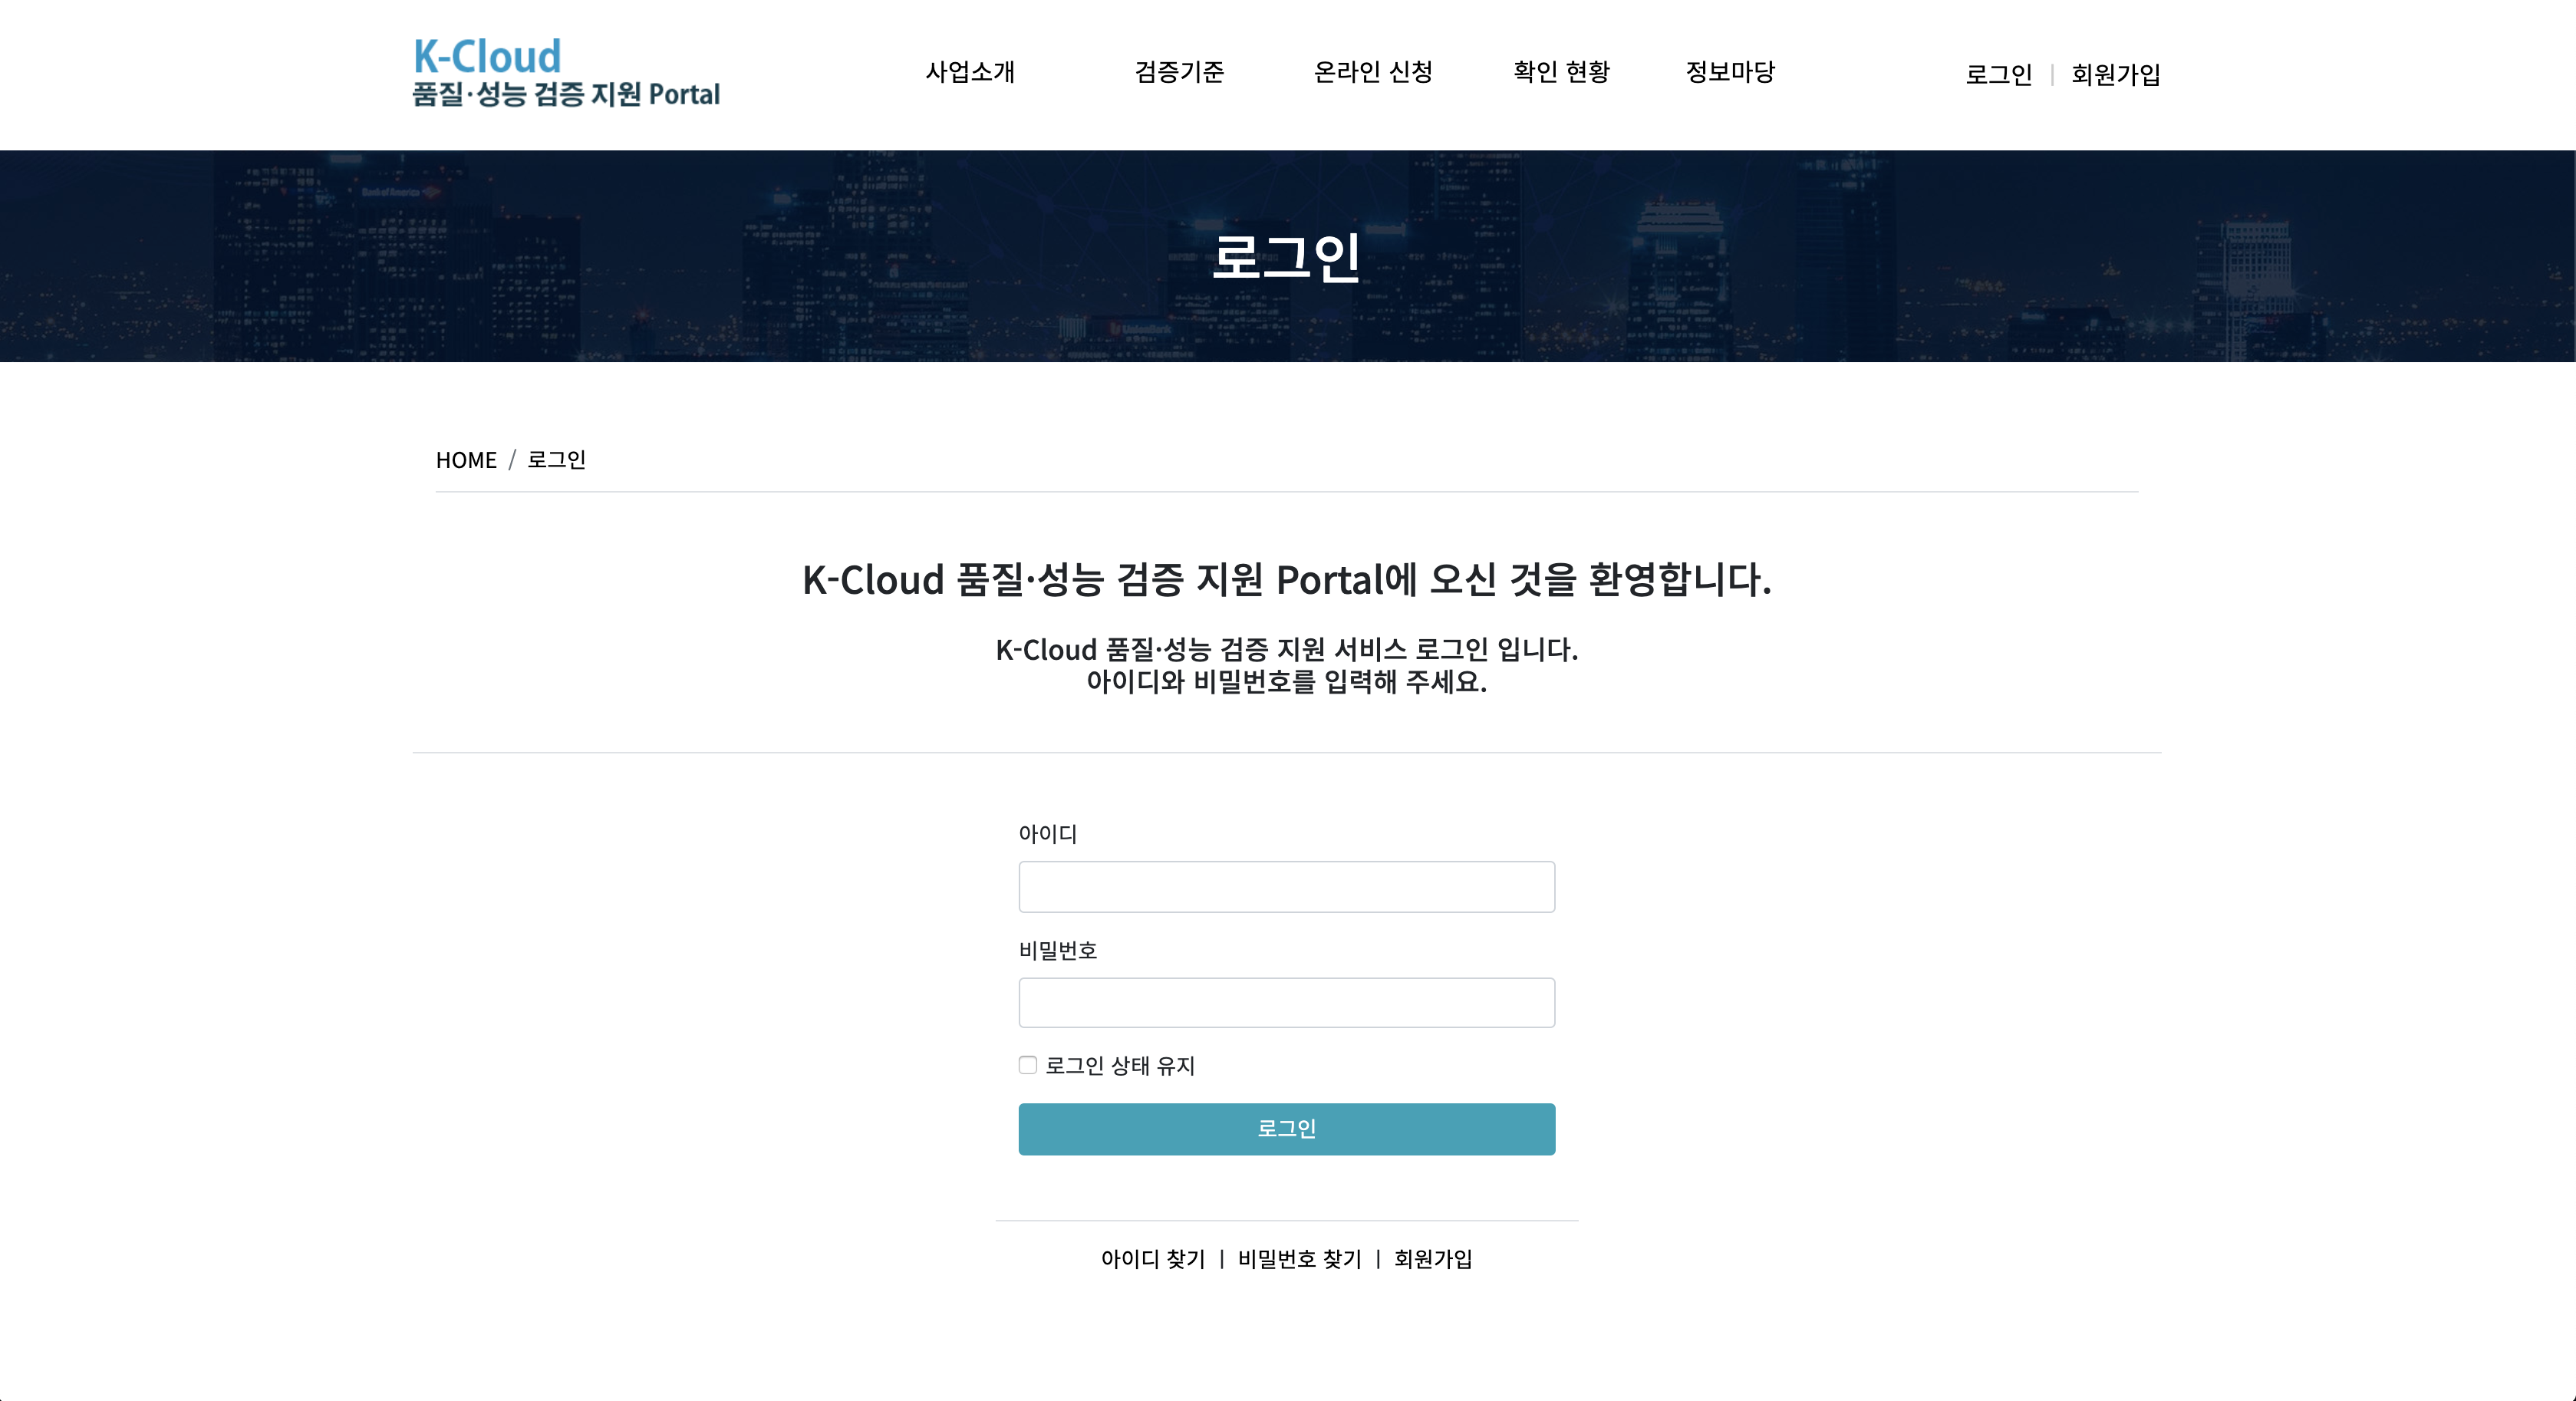 K-Cloud
품질·성능 검증 지원 Portal
사업소개 검증기준 온라인 신청 확인 현황 정보마당
로그인 | 회원가입
Bank of America
로그인
UnionBank
HOME / 로그인
K-Cloud 품질·성능 검증 지원 Portal에 오신 것을 환영합니다.
K-Cloud 품질·성능 검증 지원 서비스 로그인 입니다.
아이디와 비밀번호를 입력해 주세요.
아이디
비밀번호
로그인 상태 유지
로그인
아이디 찾기 | 비밀번호 찾기 | 회원가입